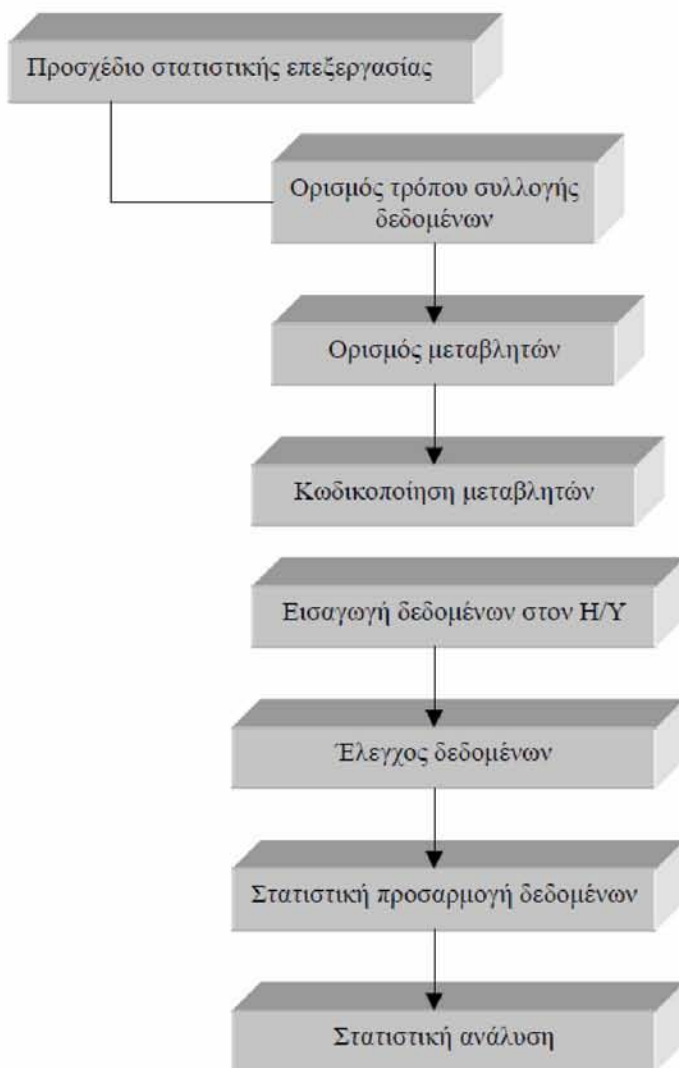 Προσχέδιο στατιστικής επεξεργασίας
Ορισμός τρόπου συλλογής
δεδομένων
Ορισμός μεταβλητών
Κωδικοποίηση μεταβλητών
Εισαγωγή δεδομένων στον Η/Υ
Έλεγχος δεδομένων
Στατιστική προσαρμογή δεδομένων
Στατιστική ανάλυση